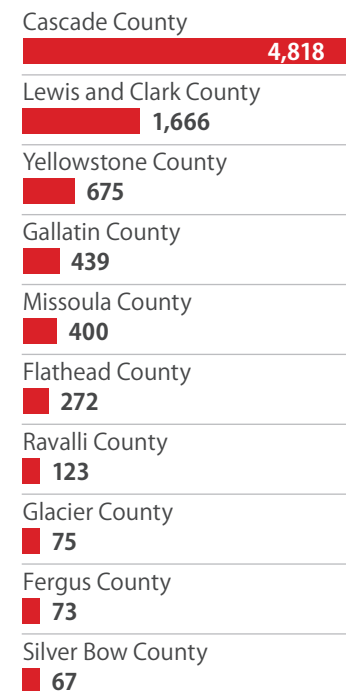 Cascade County
4,818
Lewis and Clark County
1,666
Yellowstone County
675
Gallatin County
439
Missoula County
400
Flathead County
272
Ravalli County
123
Glacier County
75
Fergus County
73
Silver Bow County
67